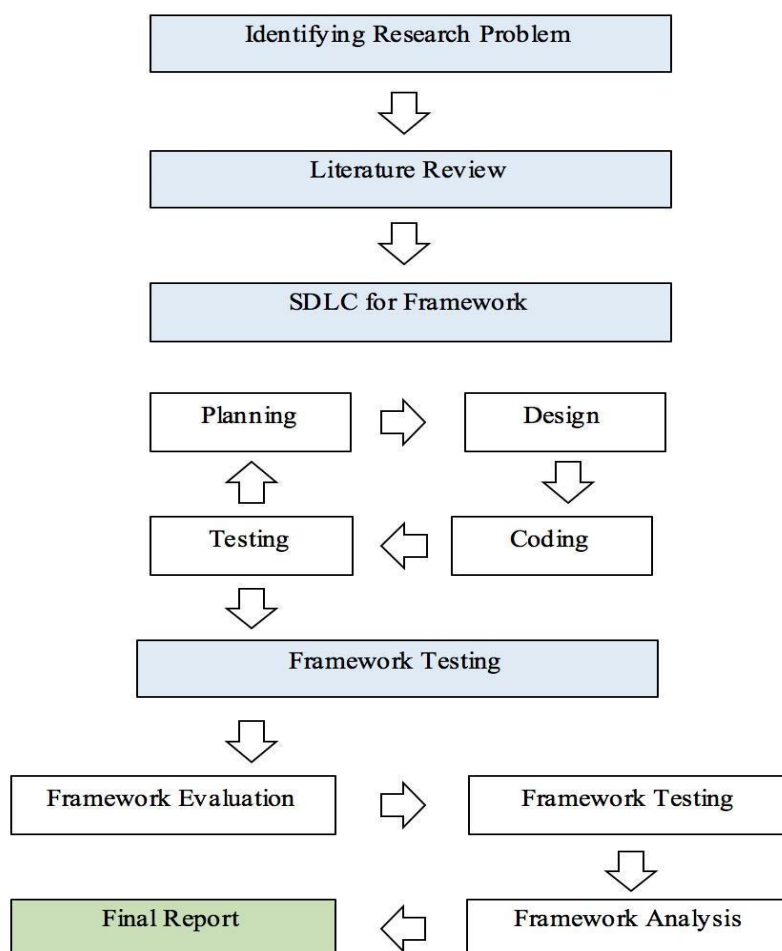 Identifying Research Problem
Literature Review
SDLC for Framework
Planning
Design
Testing
Coding
Framework Testing
Framework Evaluation
Framework Testing
Final Report
Framework Analysis